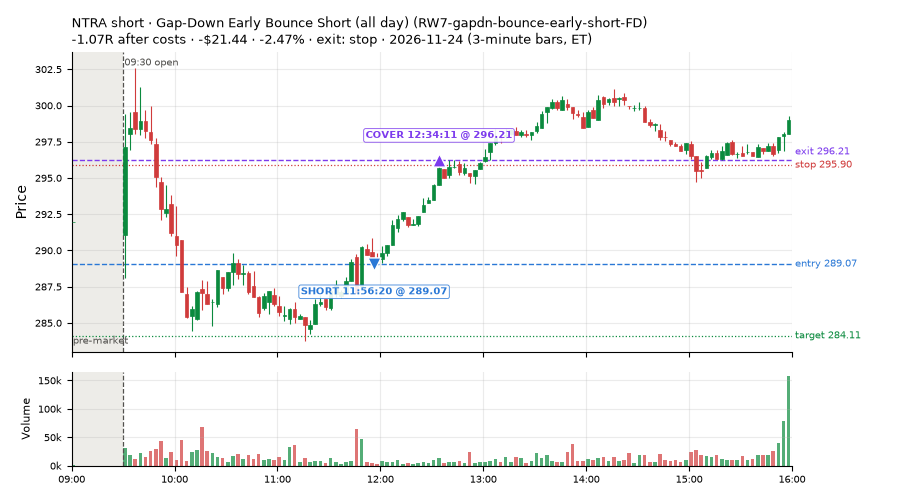 NTRA short · Gap-Down Early Bounce Short (all day) (RW7-gapdn-bounce-early-short-FD)
-1.07R after costs · -$21.44 · -2.47% · exit: stop · 2026-11-24 (3-minute bars, ET)
09:30 open
302.5
300.0
297.5
295.0
292.5
290.0
287.5
285.0
Price
COVER 12:34:11 @ 296.21
SHORT 11:56:20 @ 289.07
exit 296.21
stop 295.90
entry 289.07
target 284.11
pre-market
150k
100k
50k
0k
Volume
09:00
10:00
11:00
12:00
13:00
14:00
15:00
16:00